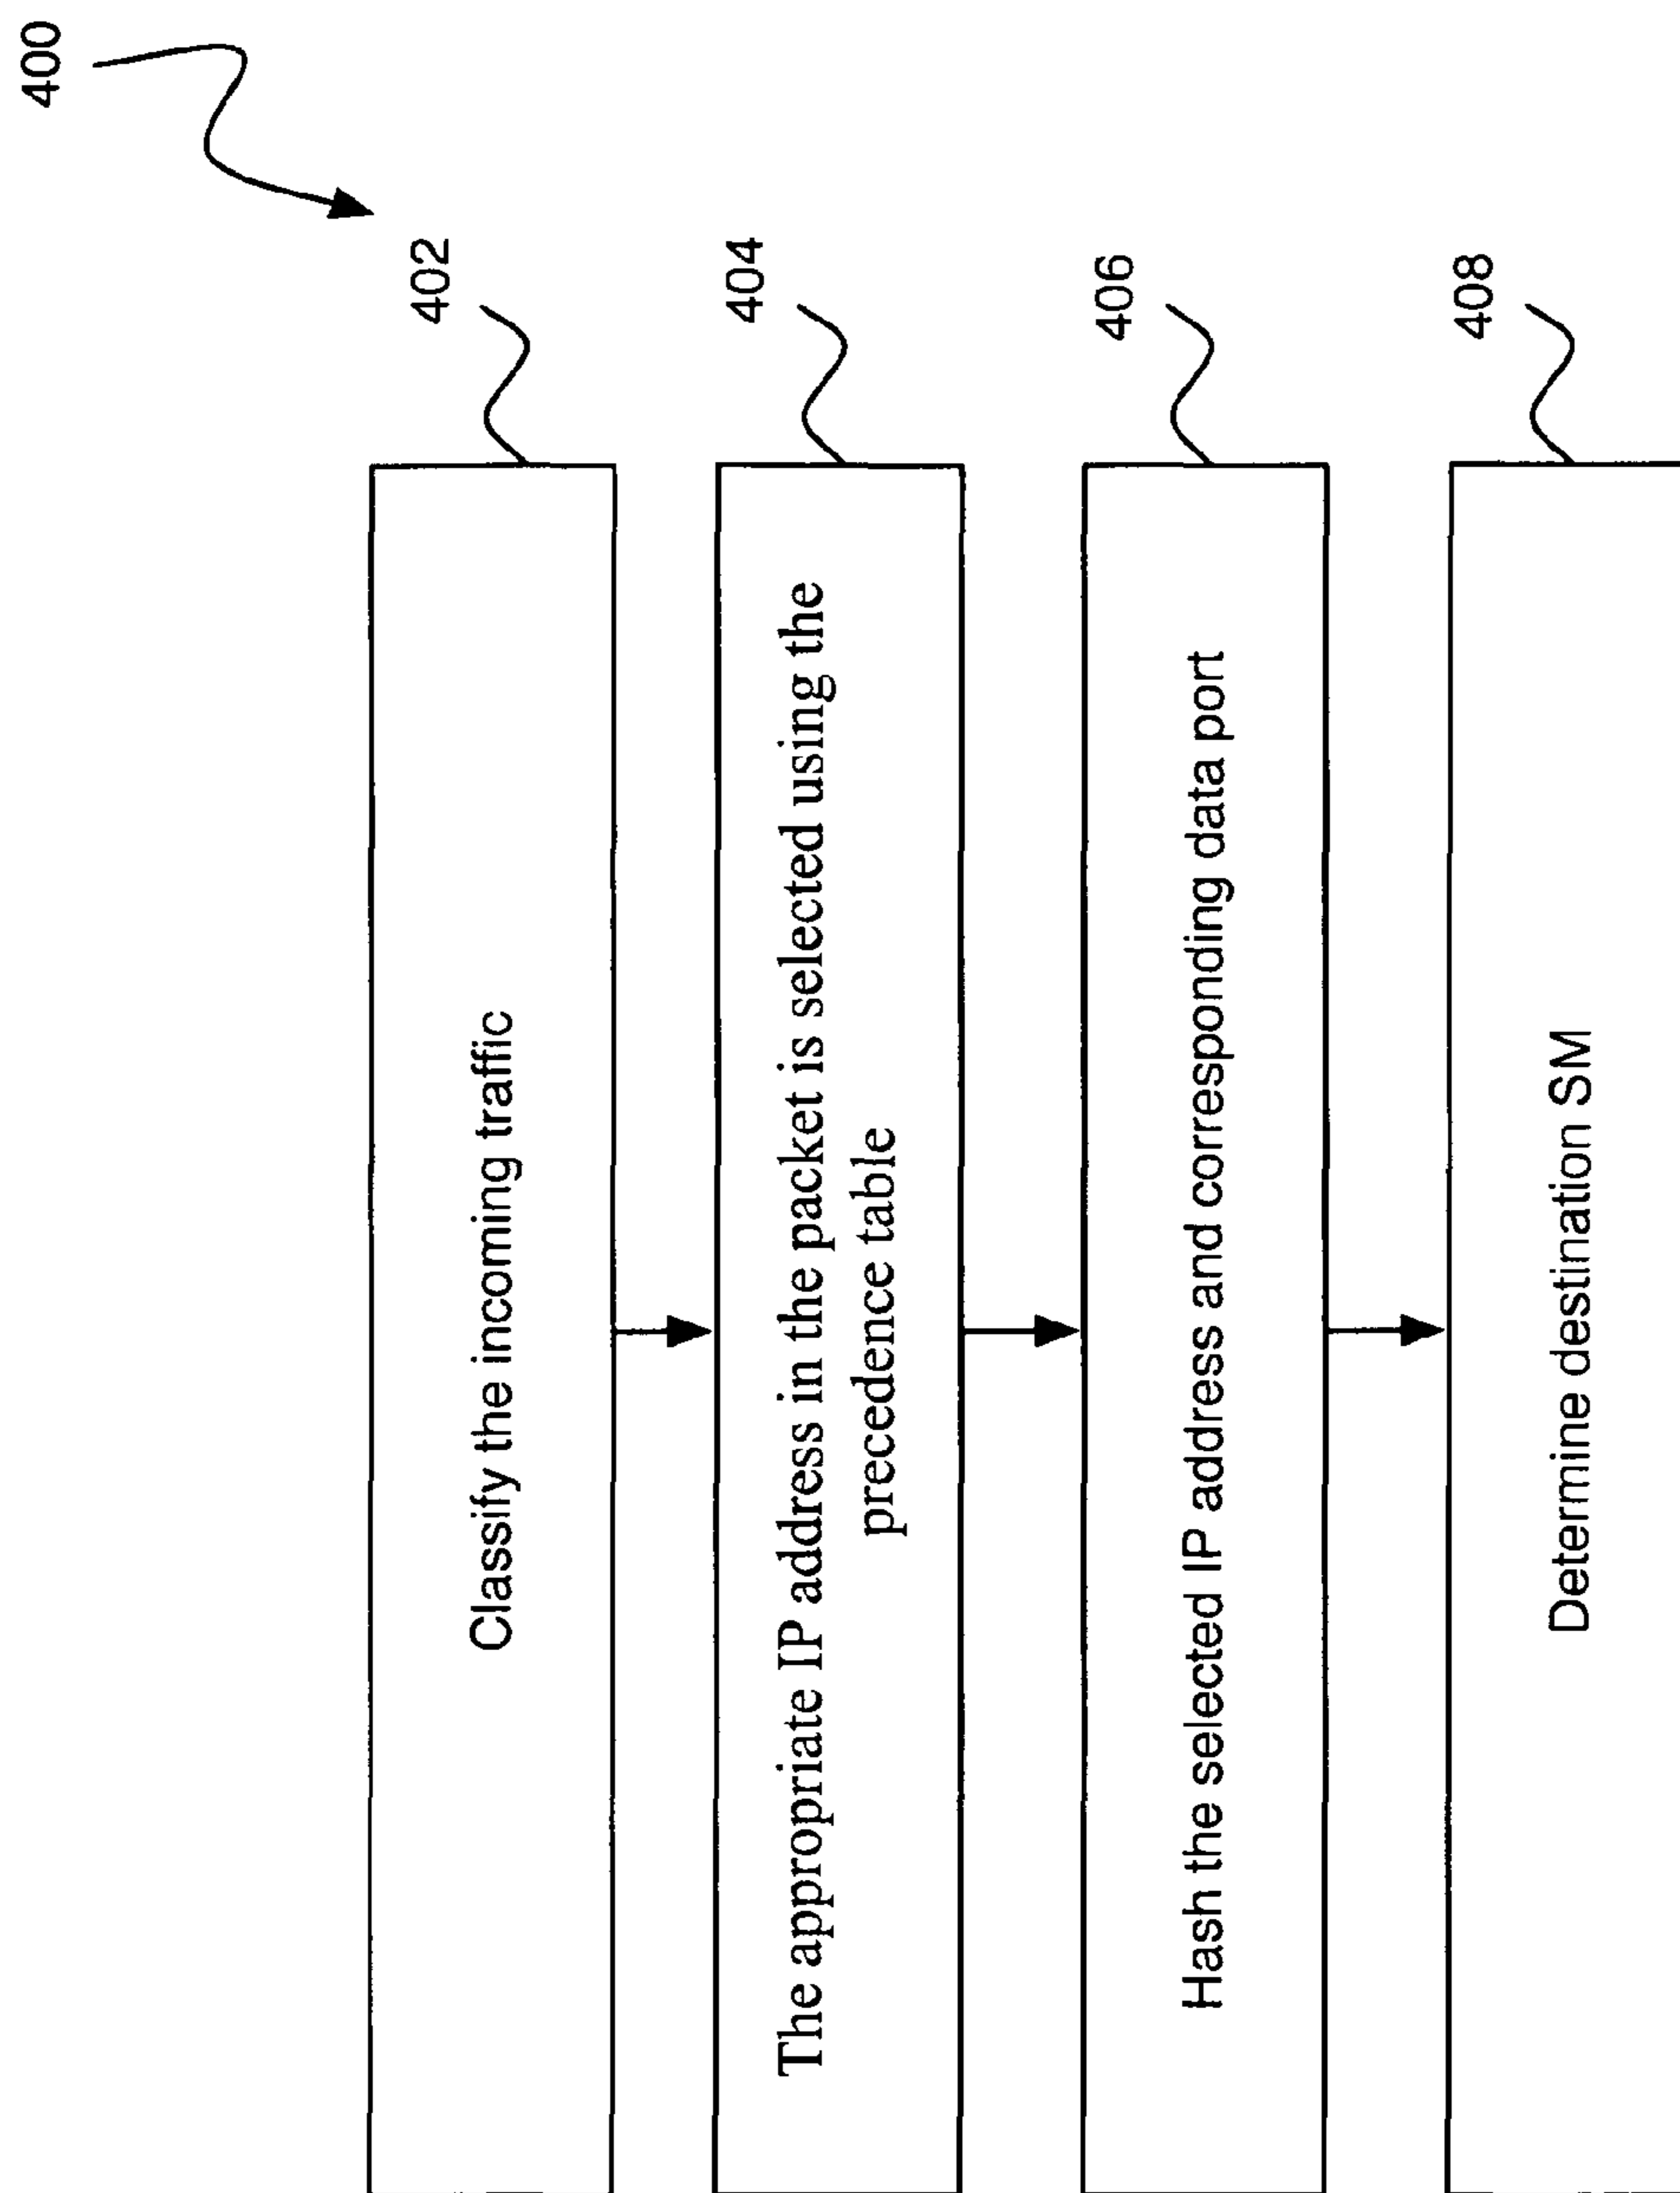 400
402
Classify the incoming traffic
404
The appropriate IP address in the packet is selected using the
precedence table
406
Hash the selected IP address and corresponding data port
408
Determine destination SM